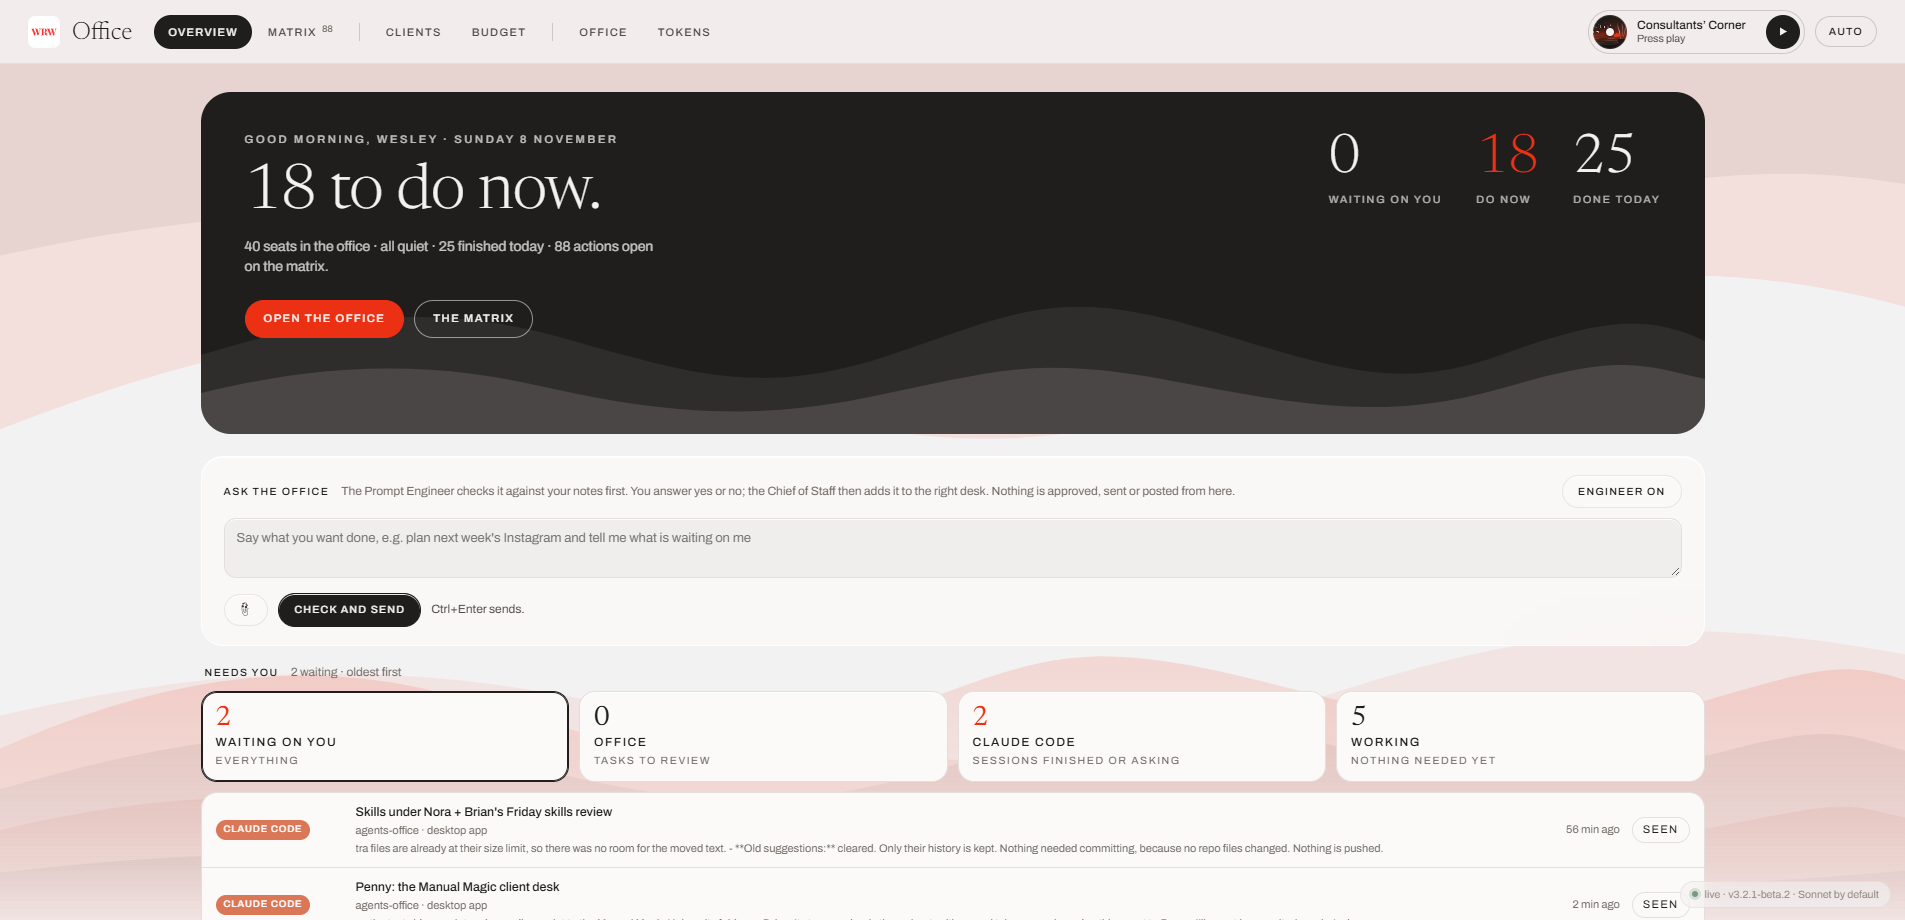 WRW Office OVERVIEW MATRIX 88 CLIENTS BUDGET OFFICE TOKENS
Consultants' Corner
Press play
AUTO
GOOD MORNING, WESLEY · SUNDAY 8 NOVEMBER
18 to do now.
40 seats in the office · all quiet · 25 finished today · 88 actions open
on the matrix.
OPEN THE OFFICE THE MATRIX
0 18 25
WAITING ON YOU DO NOW DONE TODAY
ASK THE OFFICE The Prompt Engineer checks it against your notes first. You answer yes or no; the Chief of Staff then adds it to the right desk. Nothing is approved, sent or posted from here.
ENGINEER ON
Say what you want done, e.g. plan next week's Instagram and tell me what is waiting on me
CHECK AND SEND Ctrl+Enter sends.
NEEDS YOU 2 waiting · oldest first
2
WAITING ON YOU
EVERYTHING
0
OFFICE
TASKS TO REVIEW
2
CLAUDE CODE
SESSIONS FINISHED OR ASKING
5
WORKING
NOTHING NEEDED YET
CLAUDE CODE
Skills under Nora + Brian's Friday skills review
agents-office · desktop app
tra files are already at their size limit, so there was no room for the moved text. - **Old suggestions:** cleared. Only their history is kept. Nothing needed committing, because no repo files changed. Nothing is pushed.
56 min ago SEEN
CLAUDE CODE
Penny: the Manual Magic client desk
agents-office · desktop app
2 min ago SEEN
live · v3.2.1-beta.2 · Sonnet by default